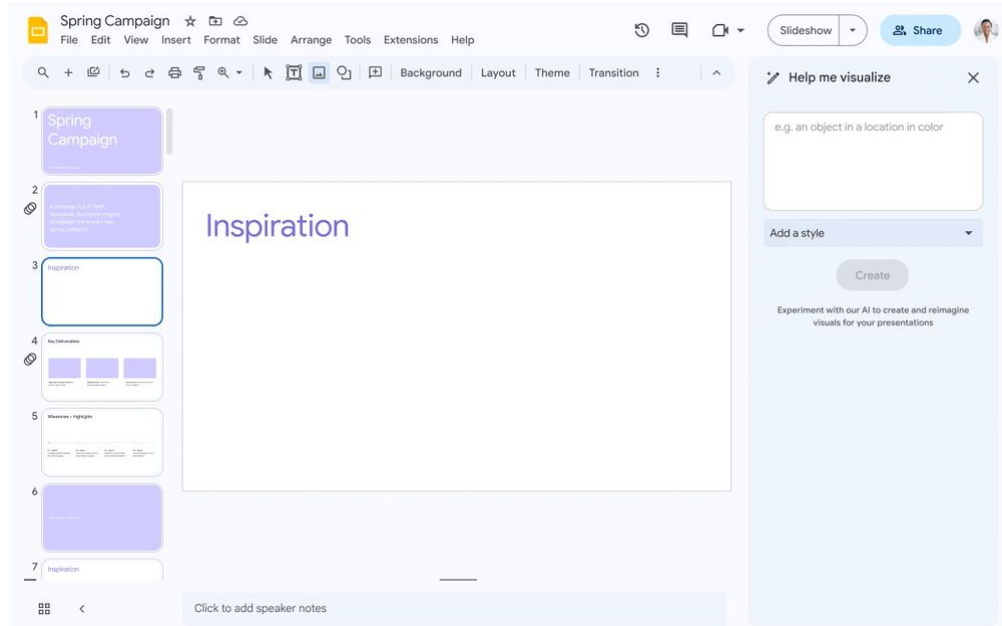 Spring Campaign
File Edit View Insert Format Slide Arrange Tools Extensions Help
Slideshow
Share
Background Layout Theme Transition
Help me visualize
e.g. an object in a location in color
Add a style
Create
Experiment with our AI to create and reimagine
visuals for your presentations
1
Spring
Campaign
2
3
Inspiration
4
Key Deliverables
5
Milestones + Highlights
6
7
Inspiration
Inspiration
Click to add speaker notes